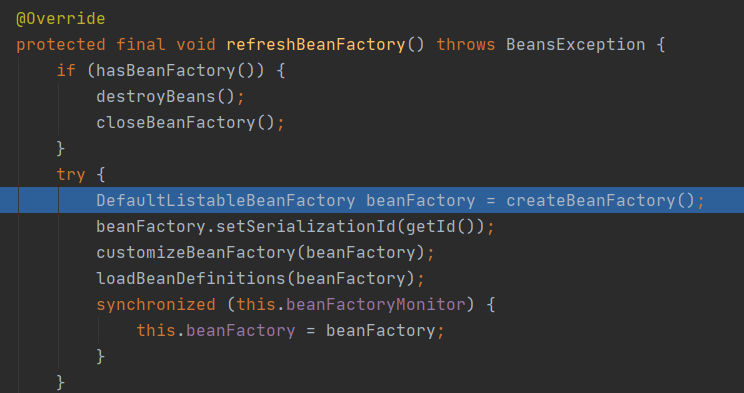 @Override
protected final void refreshBeanFactory() throws BeansException {
if (hasBeanFactory()) {
destroyBeans();
closeBeanFactory();
}
try {
DefaultListableBeanFactory beanFactory = createBeanFactory();
beanFactory.setSerializationId(getId());
customizeBeanFactory(beanFactory);
loadBeanDefinitions(beanFactory);
synchronized (this.beanFactoryMonitor) {
this.beanFactory = beanFactory;
}
}